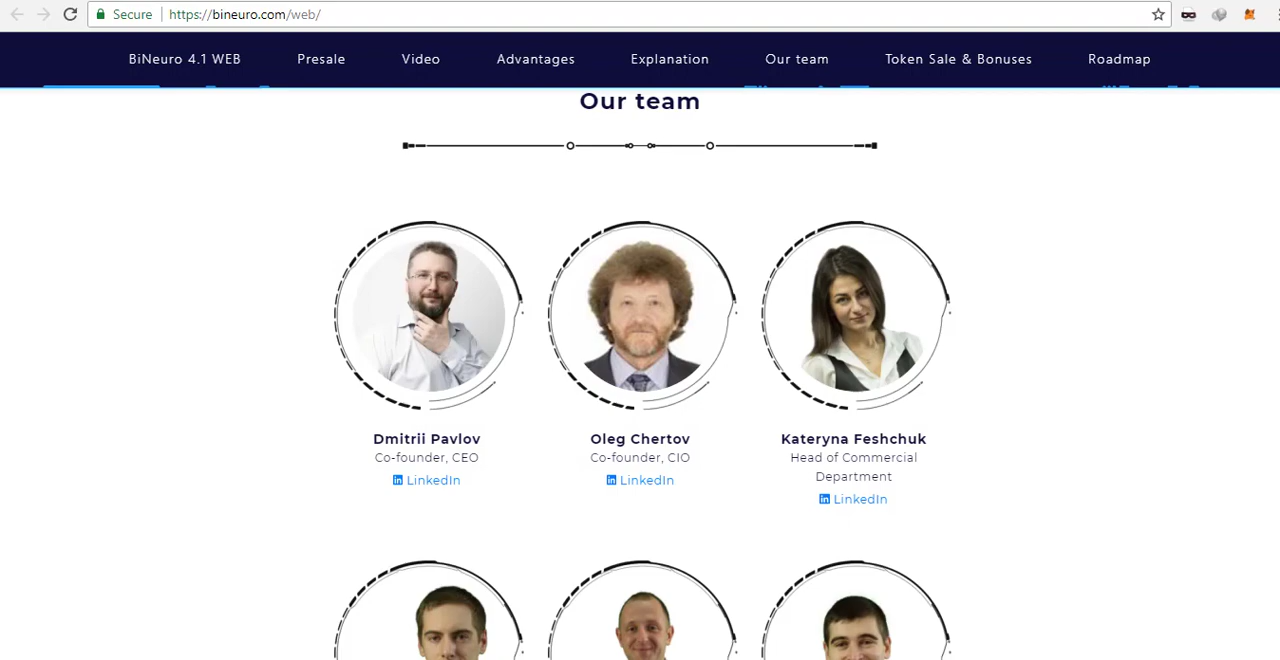 Secure https://bineuro.com/web/
BiNeuro 4.1 WEB Presale Video Advantages Explanation Our team Token Sale & Bonuses Roadmap
Our team
Dmitrii Pavlov
Co-founder, CEO
LinkedIn
Oleg Chertov
Co-founder, CIO
LinkedIn
Kateryna Feshchuk
Head of Commercial
Department
LinkedIn